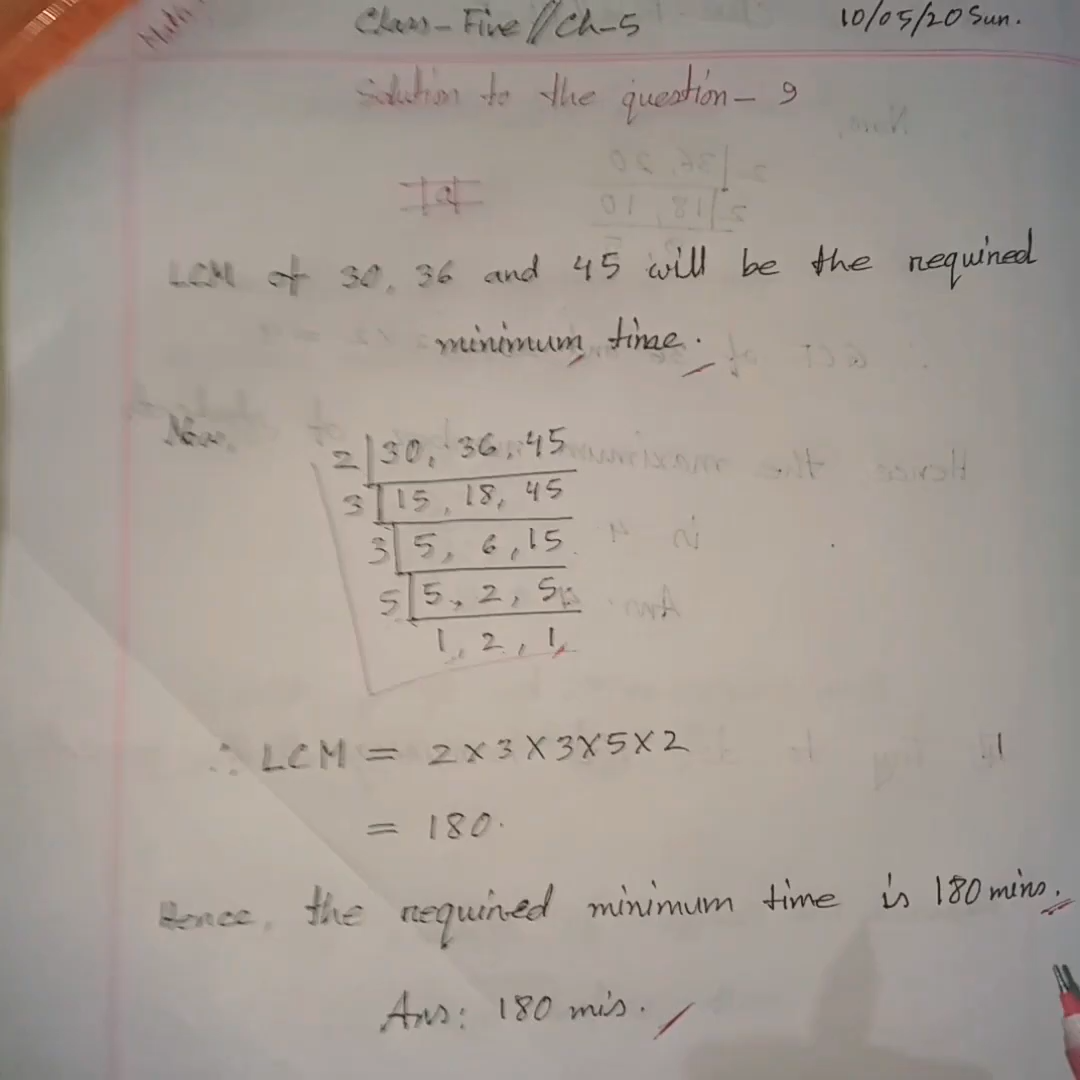 Math
Class-Five // Ch-5
10/05/20 Sun.
Solution to the question - 9
a
LCM of 30, 36 and 45 will be the required
minimum time.
Now,
2|30, 36, 45
3|15, 18, 45
3|5, 6, 15
5|5, 2, 5
1, 2, 1
∴ LCM = 2×3×3×5×2
= 180.
Hence, the required minimum time is 180 mins.
Ans: 180 mis.